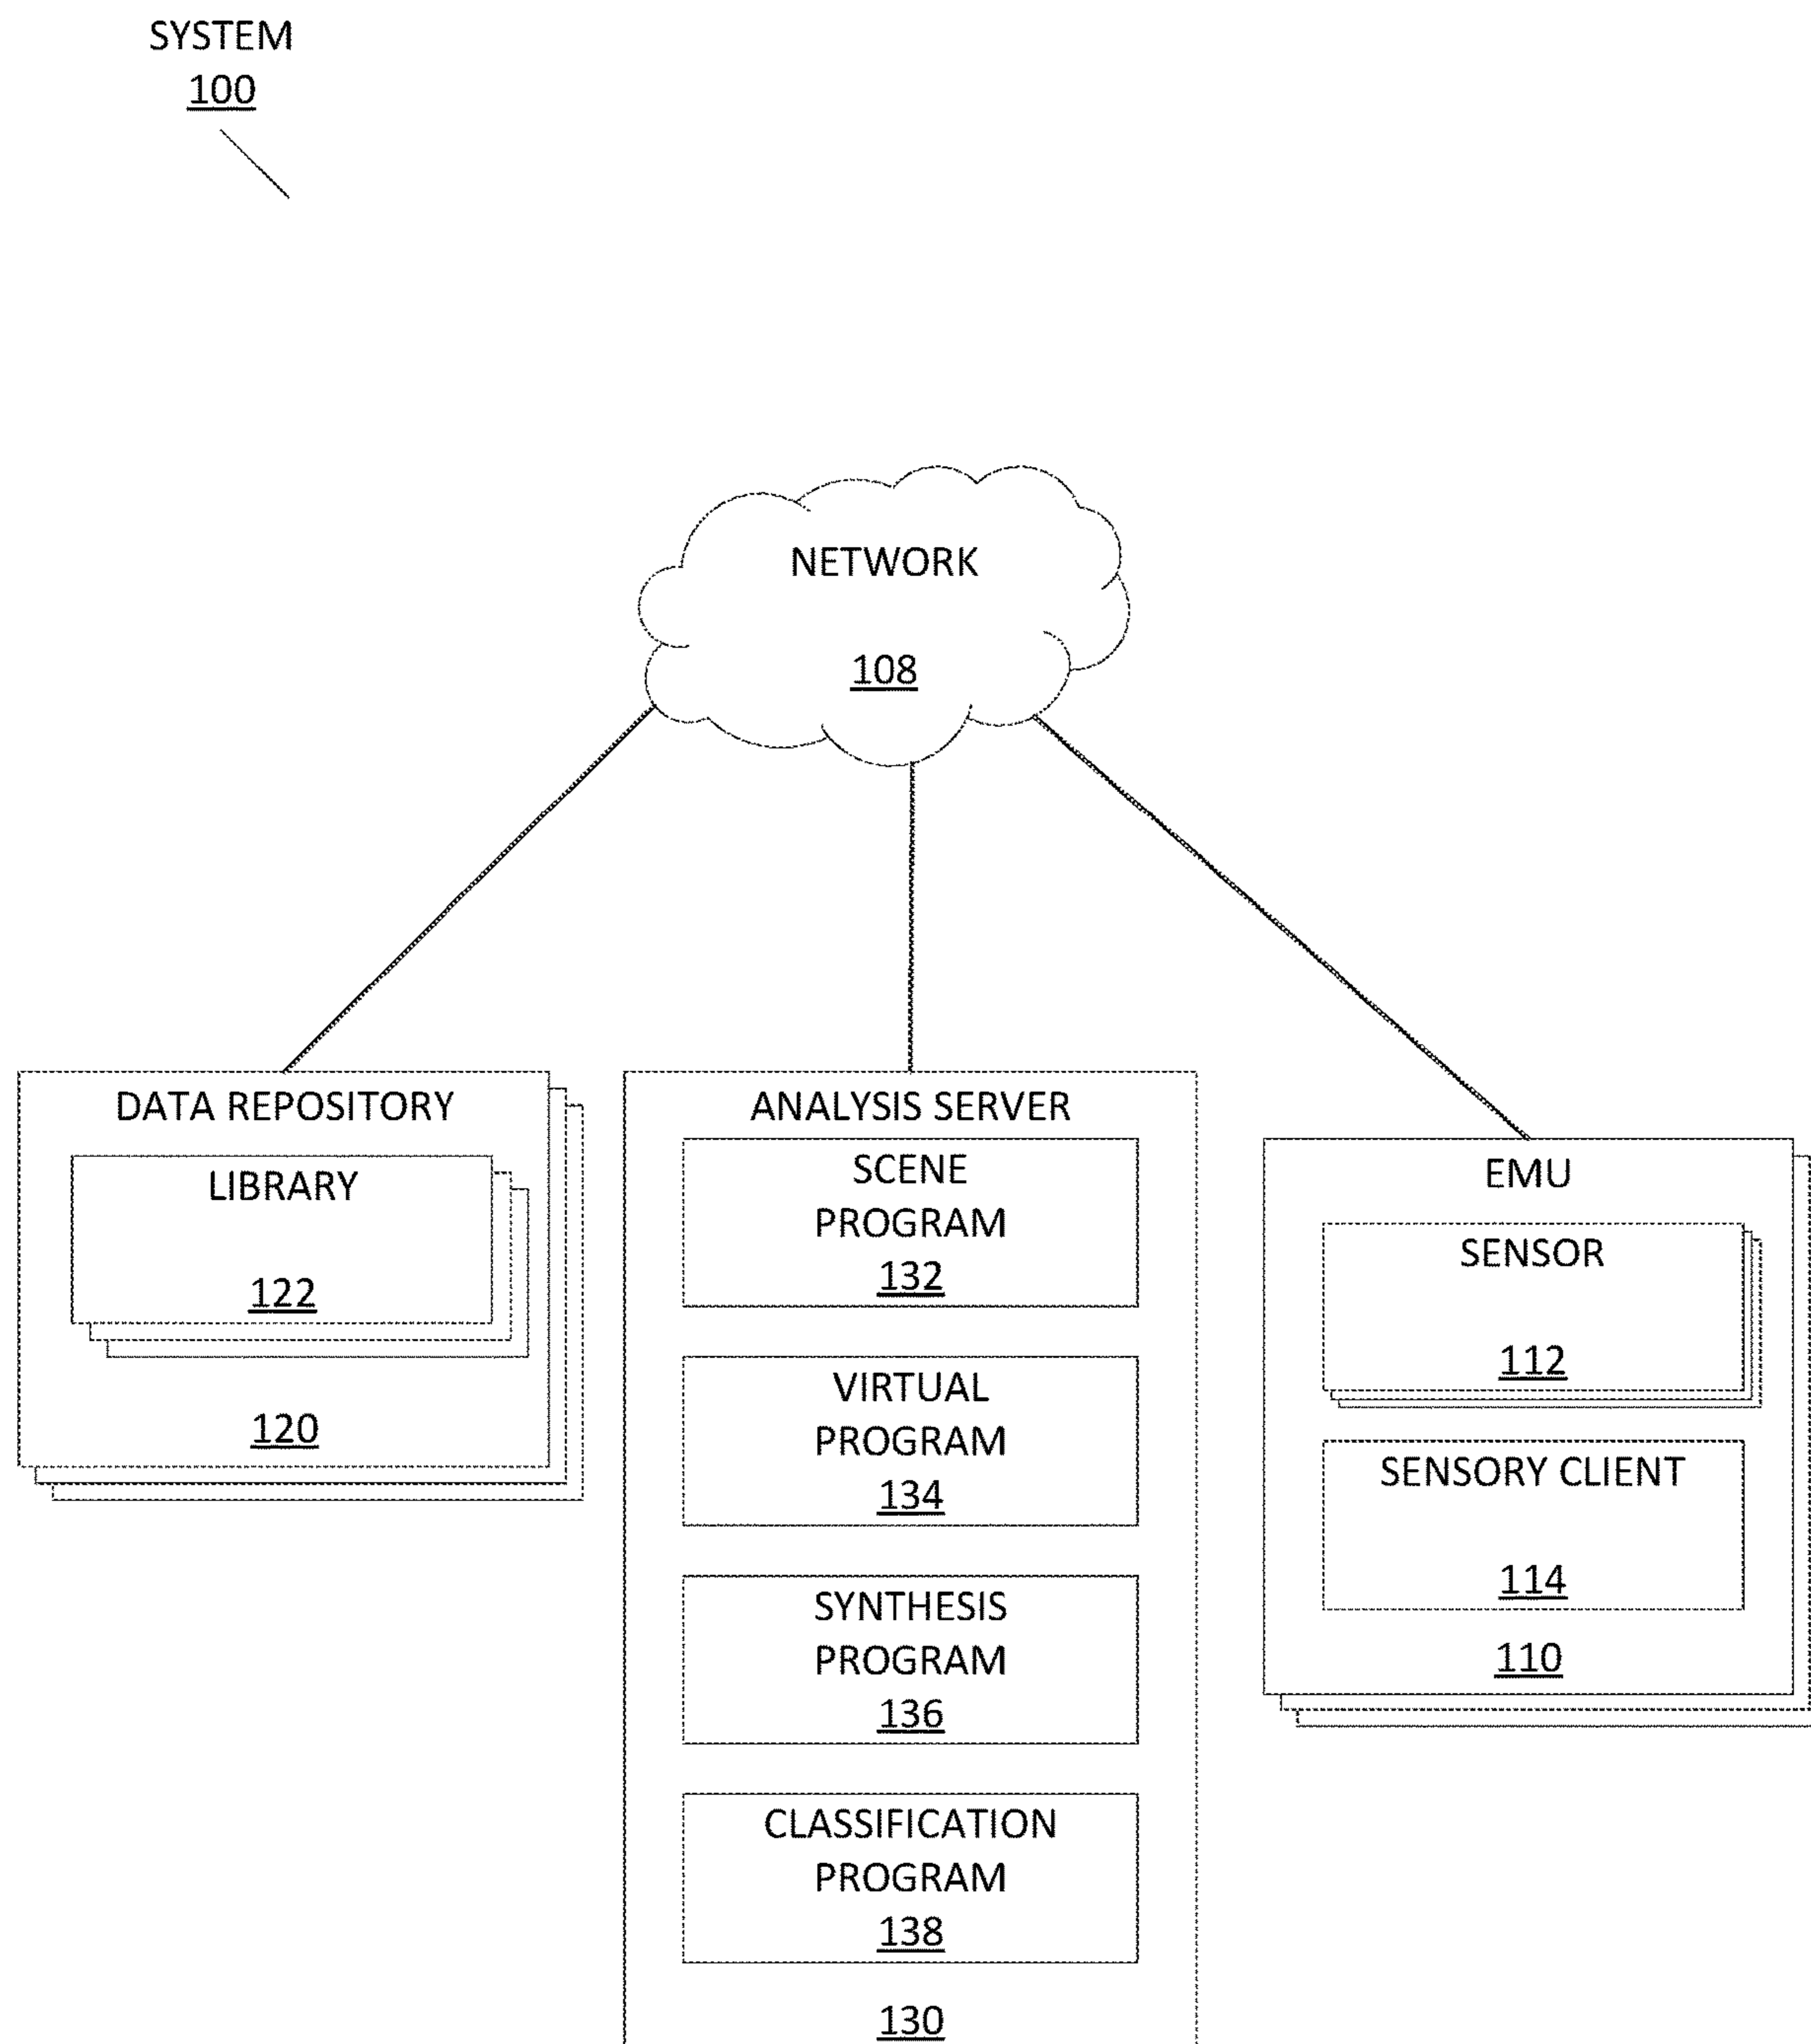 SYSTEM
100
NETWORK
108
DATA REPOSITORY
LIBRARY
122
120
ANALYSIS SERVER
SCENE
PROGRAM
132
VIRTUAL
PROGRAM
134
SYNTHESIS
PROGRAM
136
CLASSIFICATION
PROGRAM
138
130
EMU
SENSOR
112
SENSORY CLIENT
114
110